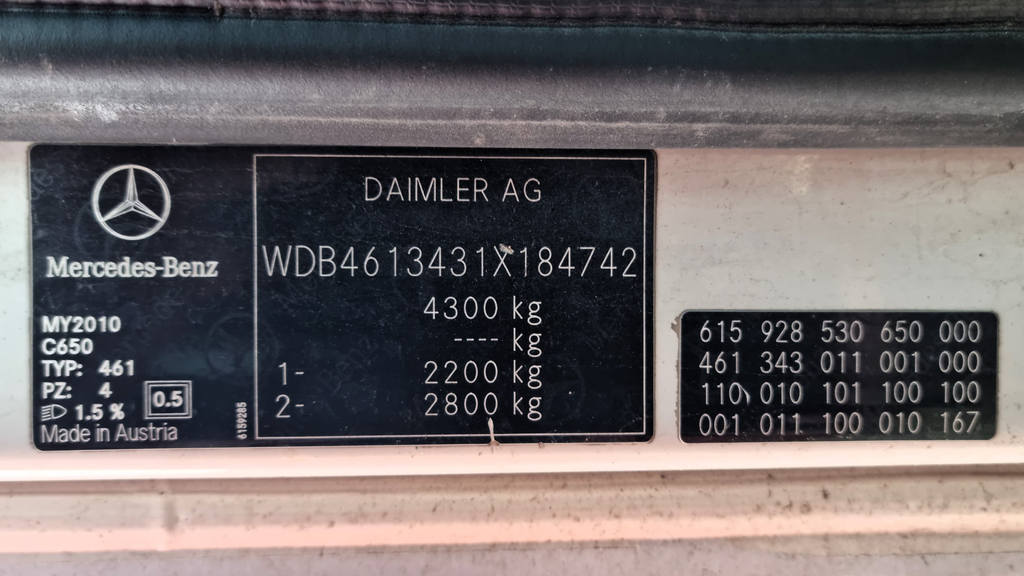 Mercedes-Benz
MY2010
C650
TYP: 461
PZ: 4
1.5 %
0.5
Made in Austria
6159285
DAIMLER AG
WDB4613431X184742
4300 kg
---- kg
1- 2200 kg
2- 2800 kg
615 928 530 650 000
461 343 011 001 000
110 010 101 100 100
001 011 100 010 167